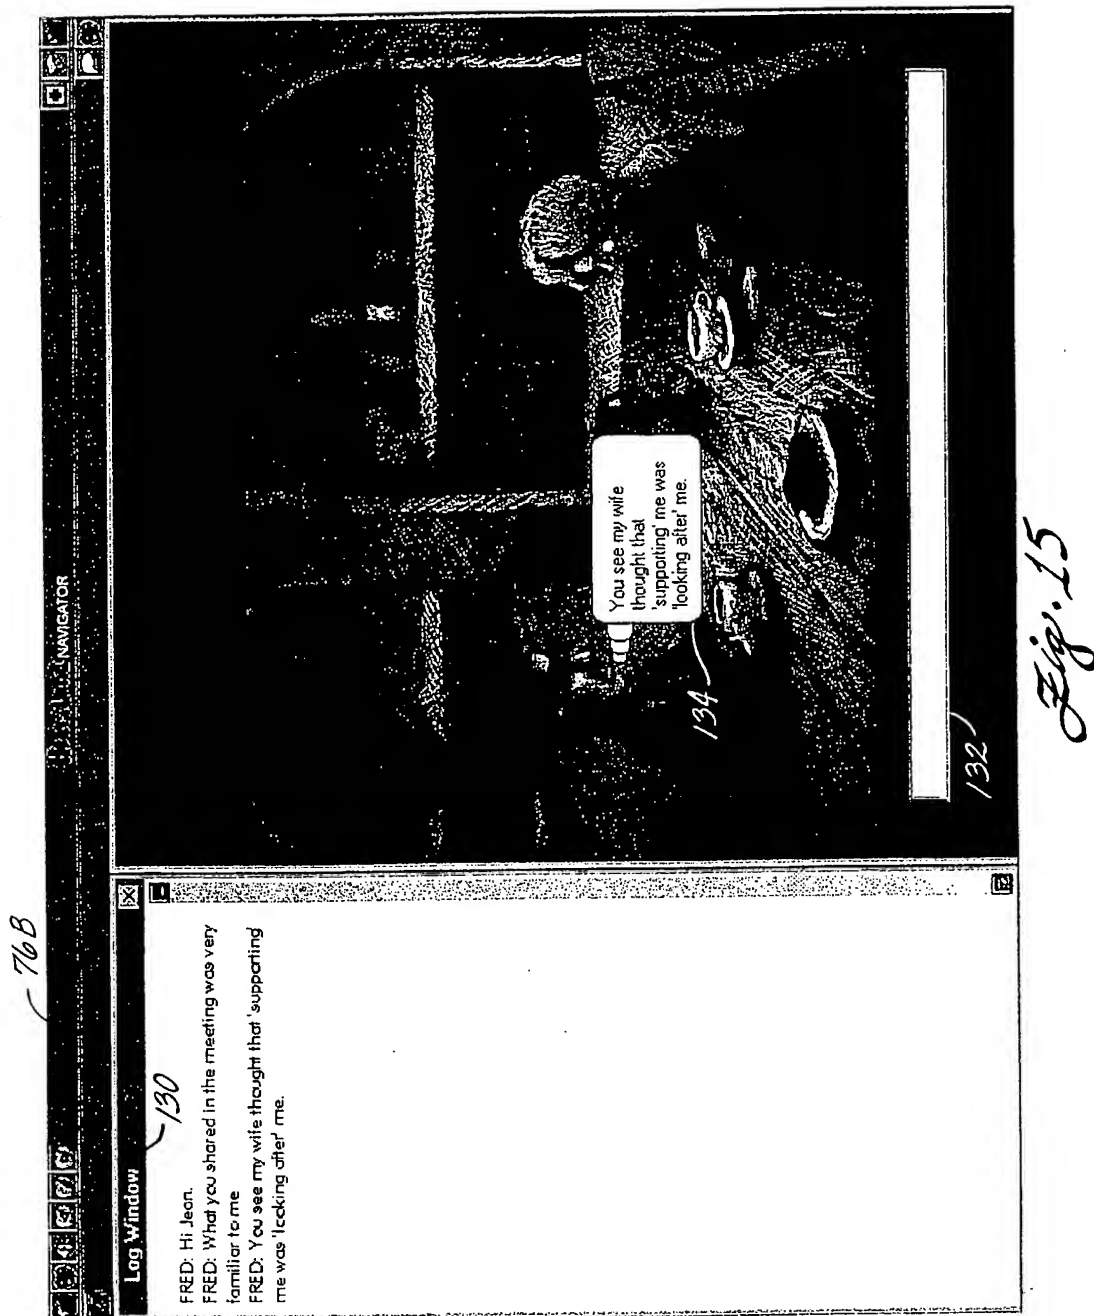 76B
NAVIGATOR
Log Window
130
FRED: Hi Jean.
FRED: What you shared in the meeting was very
familiar to me
FRED: You see my wife thought that 'supporting
me was 'looking after' me.
You see my wife
thought that
'supporting' me was
'looking after' me.
134
132
Fig. 15